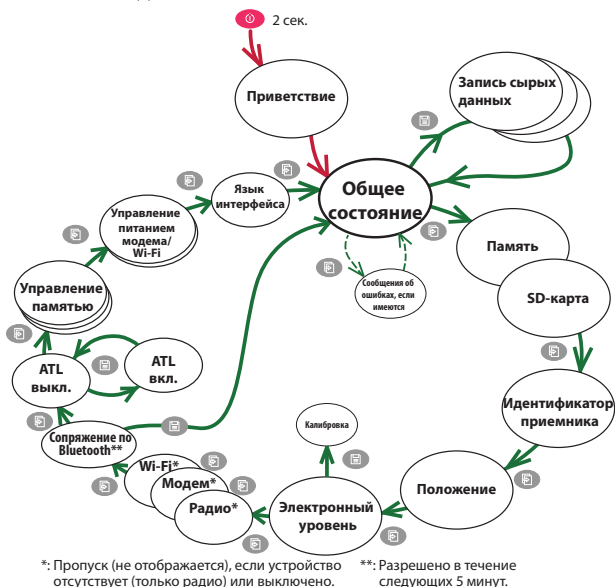 2 сек.
Приветствие
Запись сырых
данных
Общее
состояние
Язык
интерфейса
Управление
питанием
модема/
Wi-Fi
Память
Сообщения об
ошибках, если
имеются
SD-карта
Управление
памятью
ATL
выкл.
ATL
вкл.
Идентификатор
приемника
Сопряжение по
Bluetooth**
Калибровка
Wi-Fi*
Модем*
Радио*
Электронный
уровень
Положение
*: Пропуск (не отображается), если устройство
отсутствует (только радио) или выключено.
**: Разрешено в течение
следующих 5 минут.